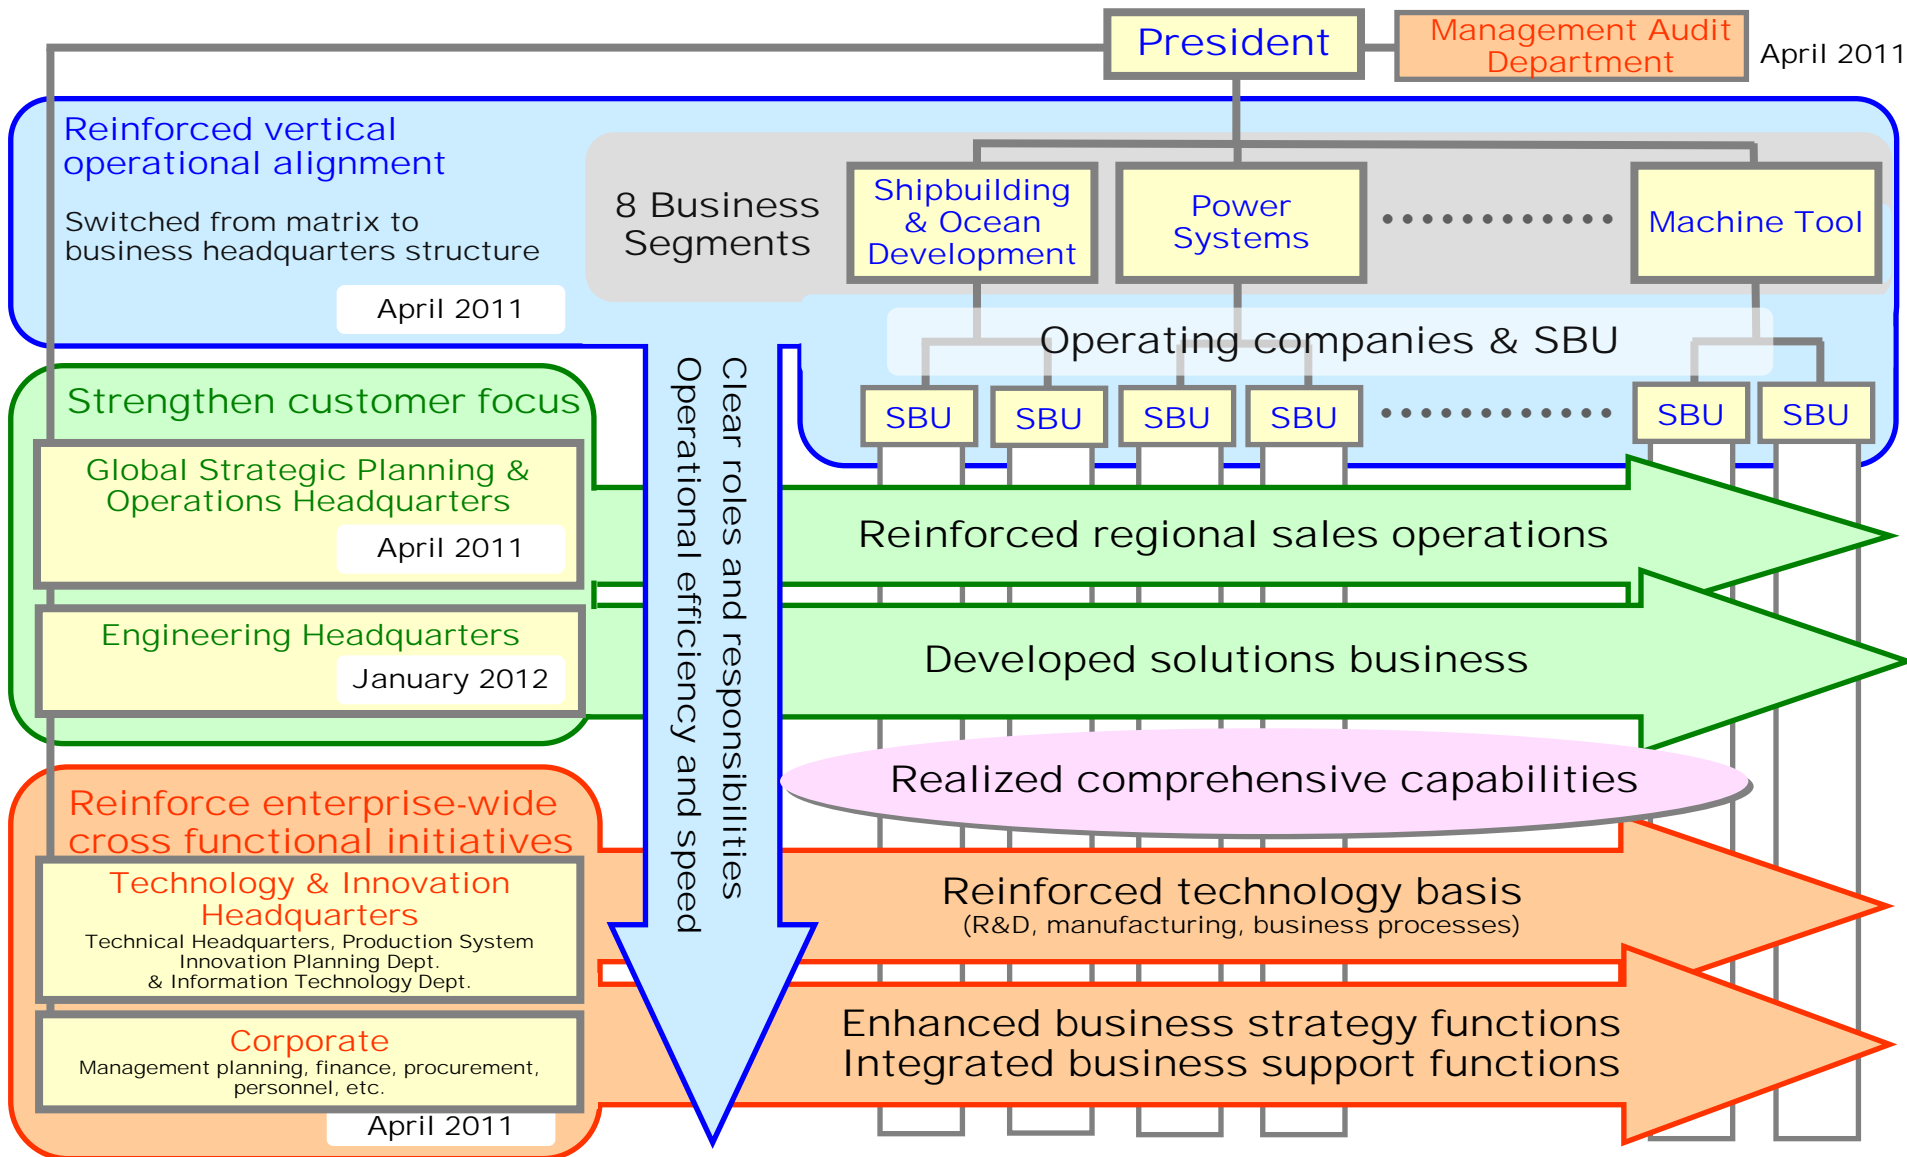 President
Management Audit
Department
April 2011
Reinforced vertical
operational alignment
Switched from matrix to
business headquarters structure
April 2011
8 Business
Segments
Shipbuilding
& Ocean
Development
Power
Systems
Machine Tool
Operating companies & SBU
SBU
SBU
SBU
SBU
SBU
SBU
Clear roles and responsibilities
Operational efficiency and speed
Strengthen customer focus
Global Strategic Planning &
Operations Headquarters
April 2011
Reinforced regional sales operations
Engineering Headquarters
January 2012
Developed solutions business
Realized comprehensive capabilities
Reinforce enterprise-wide
cross functional initiatives
Technology & Innovation
Headquarters
Technical Headquarters, Production System
Innovation Planning Dept.
& Information Technology Dept.
Reinforced technology basis
(R&D, manufacturing, business processes)
Corporate
Management planning, finance, procurement,
personnel, etc.
April 2011
Enhanced business strategy functions
Integrated business support functions